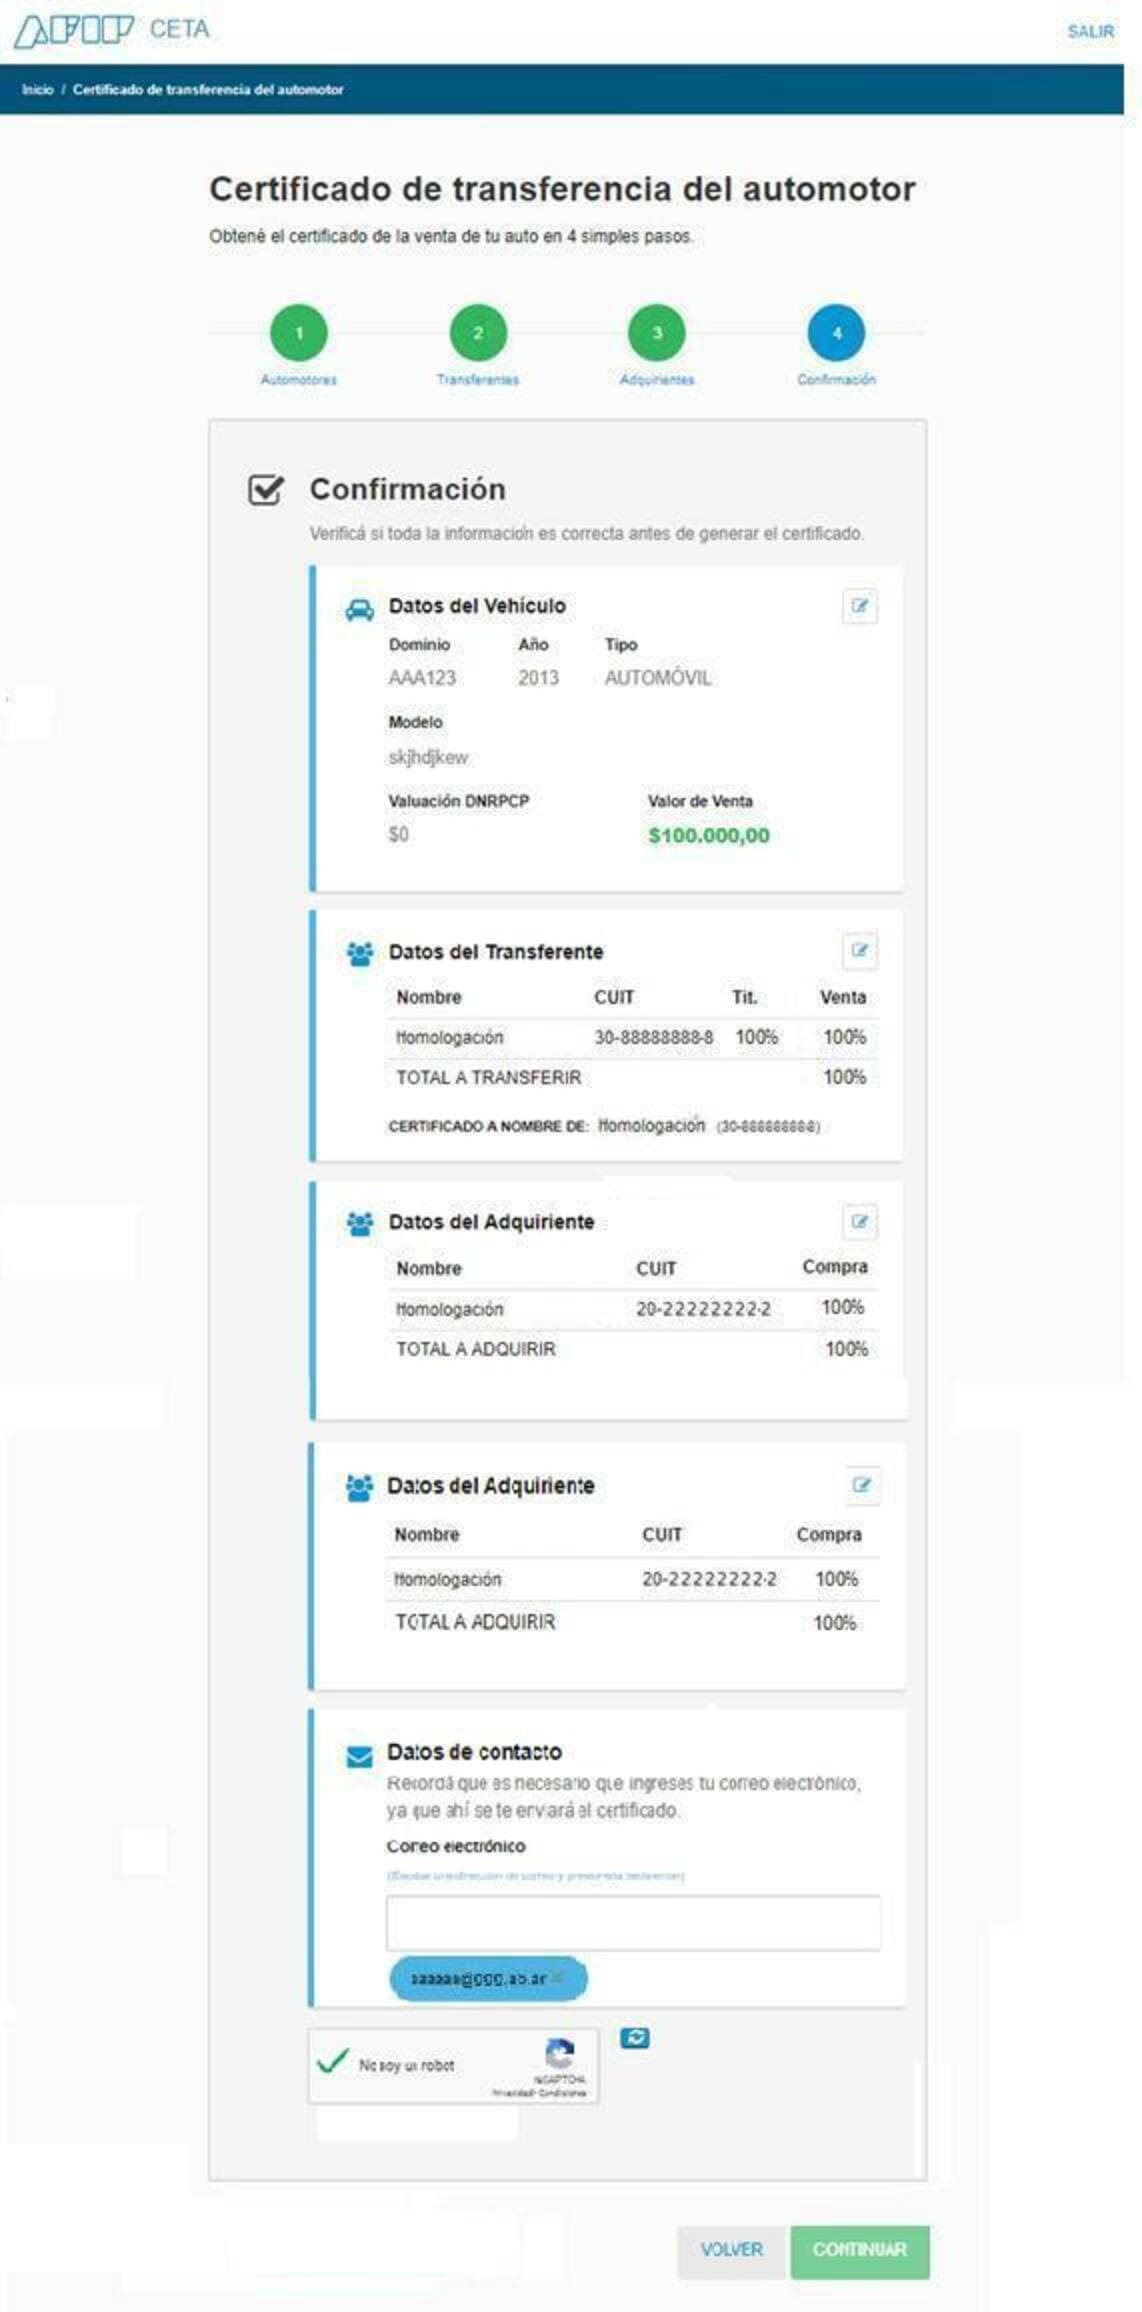 AFIP CETA
SALIR
Inicio / Certificado de transferencia del automotor
Certificado de transferencia del automotor
Obtené el certificado de la venta de tu auto en 4 simples pasos.
1 2 3 4
Automotores Transferentes Adquirientes Confirmación
Confirmación
Verificá si toda la información es correcta antes de generar el certificado.
Datos del Vehículo
Dominio Año Tipo
AAA123 2013 AUTOMÓVIL
Modelo
skjhdjkew
Valuación DNRPCP Valor de Venta
$0 $100.000,00
Datos del Transferente
Nombre CUIT Tit. Venta
Homologación 30-88888888-8 100% 100%
TOTAL A TRANSFERIR 100%
CERTIFICADO A NOMBRE DE: Homologación (30-88888888-8)
Datos del Adquiriente
Nombre CUIT Compra
Homologación 20-22222222-2 100%
TOTAL A ADQUIRIR 100%
Datos del Adquiriente
Nombre CUIT Compra
Homologación 20-22222222-2 100%
TOTAL A ADQUIRIR 100%
Datos de contacto
Recordá que es necesario que ingreses tu correo electrónico,
ya que ahí se te enviará el certificado.
Correo electrónico
No soy un robot
reCAPTCHA
Privacidad - Condiciones
VOLVER CONTINUAR